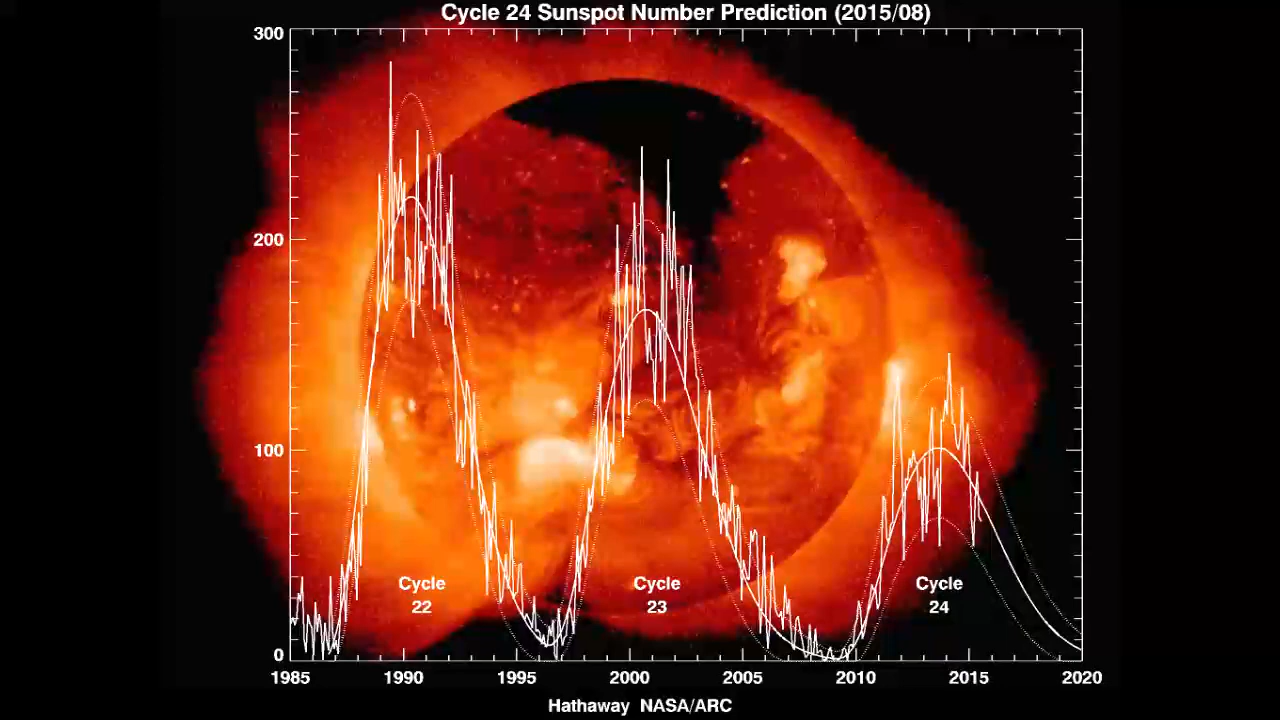 Cycle 24 Sunspot Number Prediction (2015/08)
300
200
100
0
Cycle
22
Cycle
23
Cycle
24
1985 1990 1995 2000 2005 2010 2015 2020
Hathaway NASA/ARC